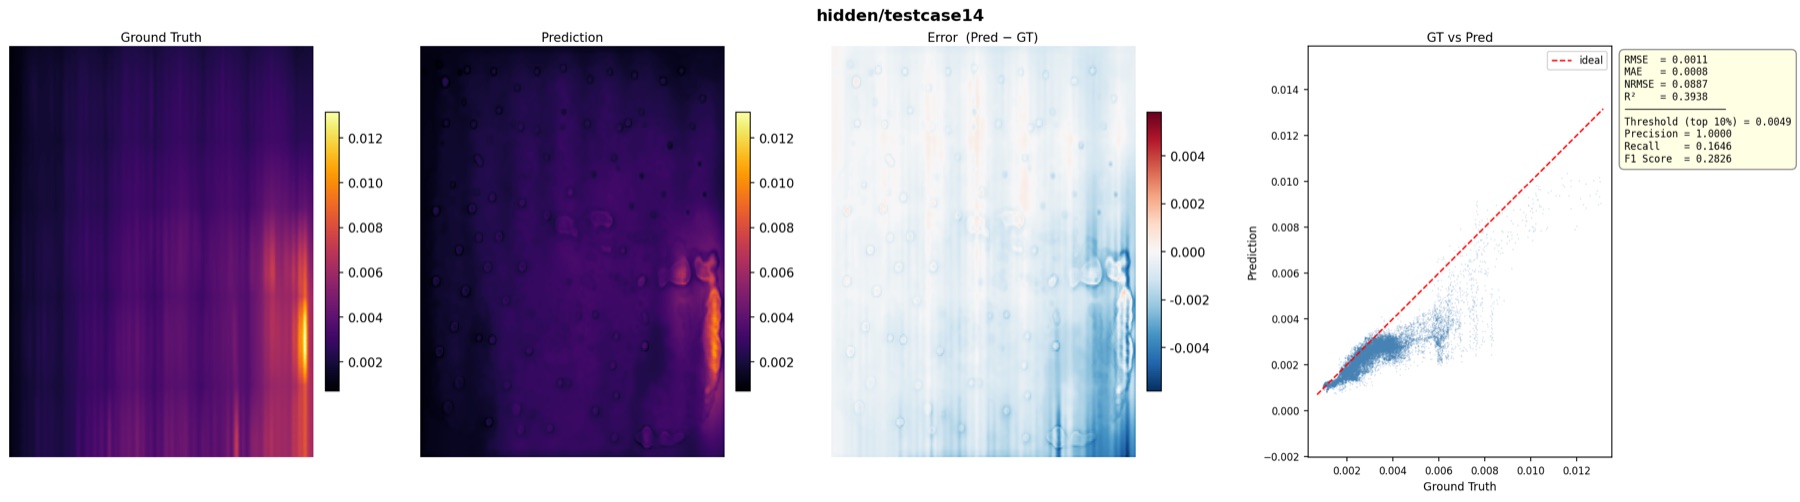 hidden/testcase14
Ground Truth
0.012
0.010
0.008
0.006
0.004
0.002
Prediction
0.012
0.010
0.008
0.006
0.004
0.002
Error (Pred − GT)
0.004
0.002
0.000
-0.002
-0.004
GT vs Pred
ideal
Prediction
0.014
0.012
0.010
0.008
0.006
0.004
0.002
0.000
−0.002
0.002 0.004 0.006 0.008 0.010 0.012
Ground Truth
RMSE = 0.0011
MAE = 0.0008
NRMSE = 0.0887
R² = 0.3938
Threshold (top 10%) = 0.0049
Precision = 1.0000
Recall = 0.1646
F1 Score = 0.2826